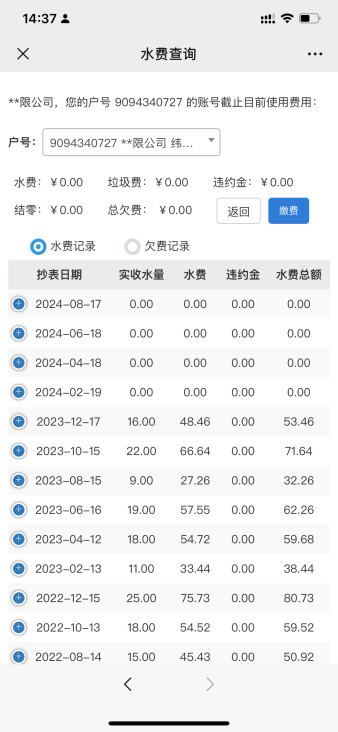 14:37
水费查询
**限公司，您的户号 9094340727 的账号截止目前使用费用：
户号： 9094340727 **限公司 纬...
水费：￥0.00 垃圾费：￥0.00 违约金：￥0.00
结零：￥0.00 总欠费：￥0.00 返回 缴费
水费记录 欠费记录
抄表日期 实收水量 水费 违约金 水费总额
2024-08-17 0.00 0.00 0.00 0.00
2024-06-18 0.00 0.00 0.00 0.00
2024-04-18 0.00 0.00 0.00 0.00
2024-02-19 0.00 0.00 0.00 0.00
2023-12-17 16.00 48.46 0.00 53.46
2023-10-15 22.00 66.64 0.00 71.64
2023-08-15 9.00 27.26 0.00 32.26
2023-06-16 19.00 57.55 0.00 62.26
2023-04-12 18.00 54.72 0.00 59.68
2023-02-13 11.00 33.44 0.00 38.44
2022-12-15 25.00 75.73 0.00 80.73
2022-10-13 18.00 54.52 0.00 59.52
2022-08-14 15.00 45.43 0.00 50.92